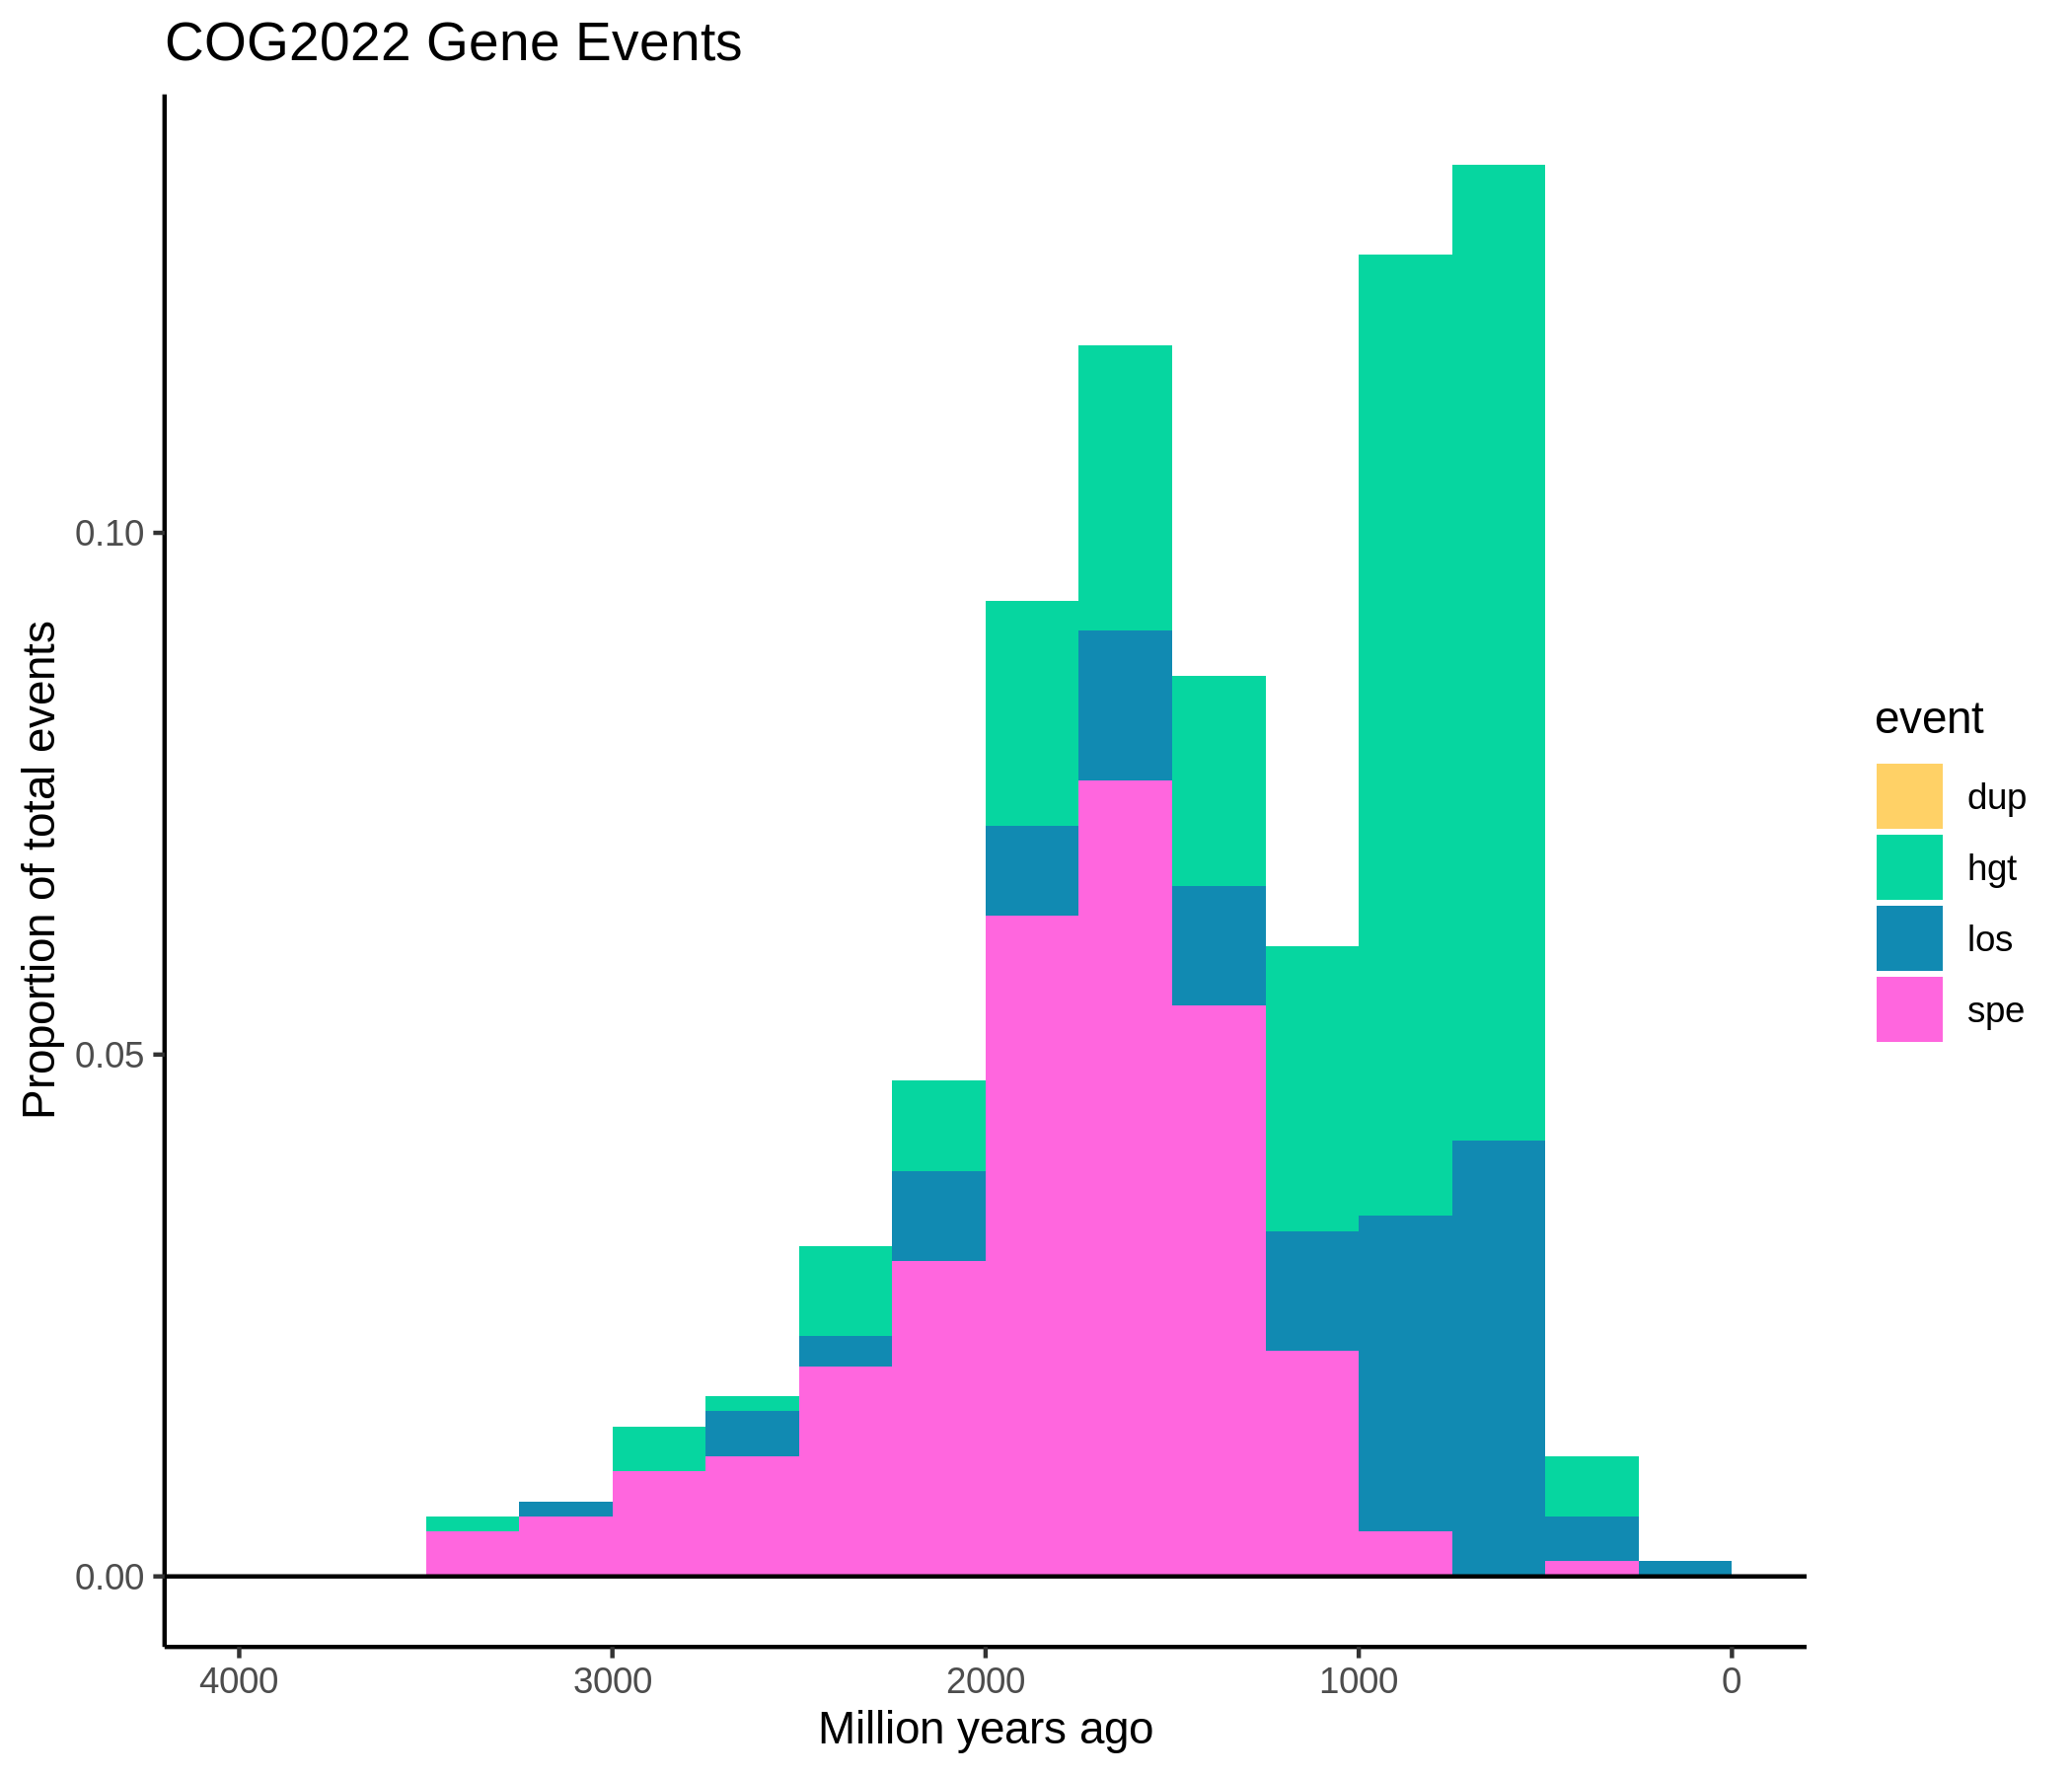 COG2022 Gene Events
Proportion of total events
0.10
0.05
0.00
4000 3000 2000 1000 0
Million years ago
event
dup
hgt
los
spe